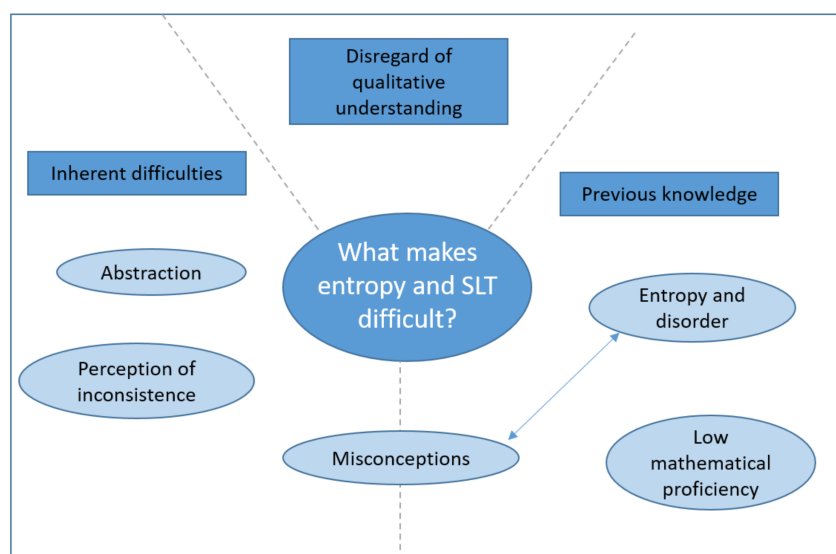 Disregard of
qualitative
understanding
Inherent difficulties
Previous knowledge
What makes
entropy and SLT
difficult?
Abstraction
Entropy and
disorder
Perception of
inconsistence
Misconceptions
Low
mathematical
proficiency